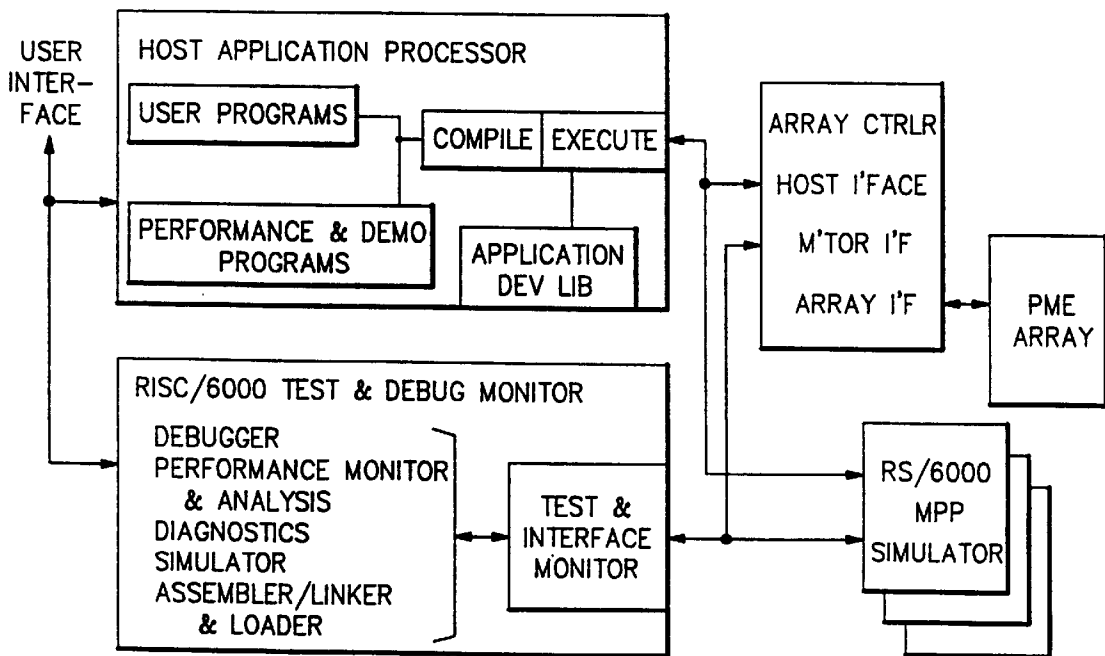 USER
INTER-
FACE
HOST APPLICATION PROCESSOR
USER PROGRAMS
COMPILE
EXECUTE
PERFORMANCE & DEMO
PROGRAMS
APPLICATION
DEV LIB
ARRAY CTRLR
HOST I'FACE
M'TOR I'F
ARRAY I'F
PME
ARRAY
RISC/6000 TEST & DEBUG MONITOR
DEBUGGER
PERFORMANCE MONITOR
& ANALYSIS
DIAGNOSTICS
SIMULATOR
ASSEMBLER/LINKER
& LOADER
TEST &
INTERFACE
MONITOR
RS/6000
MPP
SIMULATOR